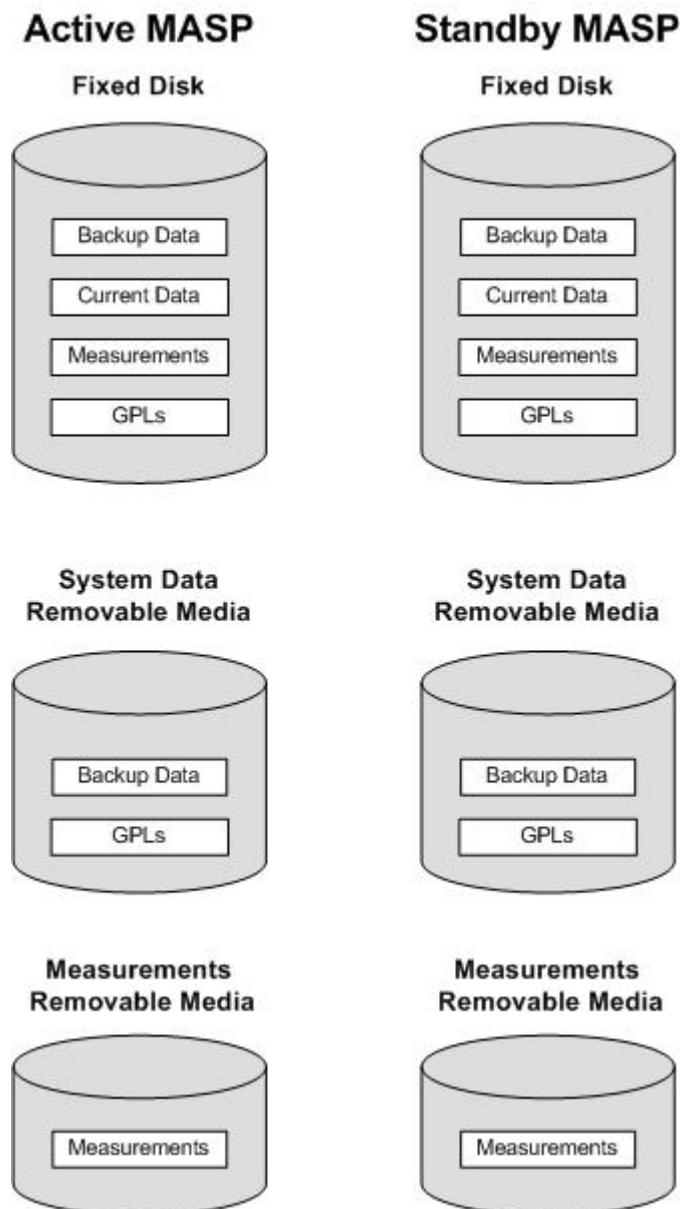 Active MASP
Standby MASP
Fixed Disk
Fixed Disk
Backup Data
Backup Data
Current Data
Current Data
Measurements
Measurements
GPLs
GPLs
System Data
Removable Media
System Data
Removable Media
Backup Data
Backup Data
GPLs
GPLs
Measurements
Removable Media
Measurements
Removable Media
Measurements
Measurements